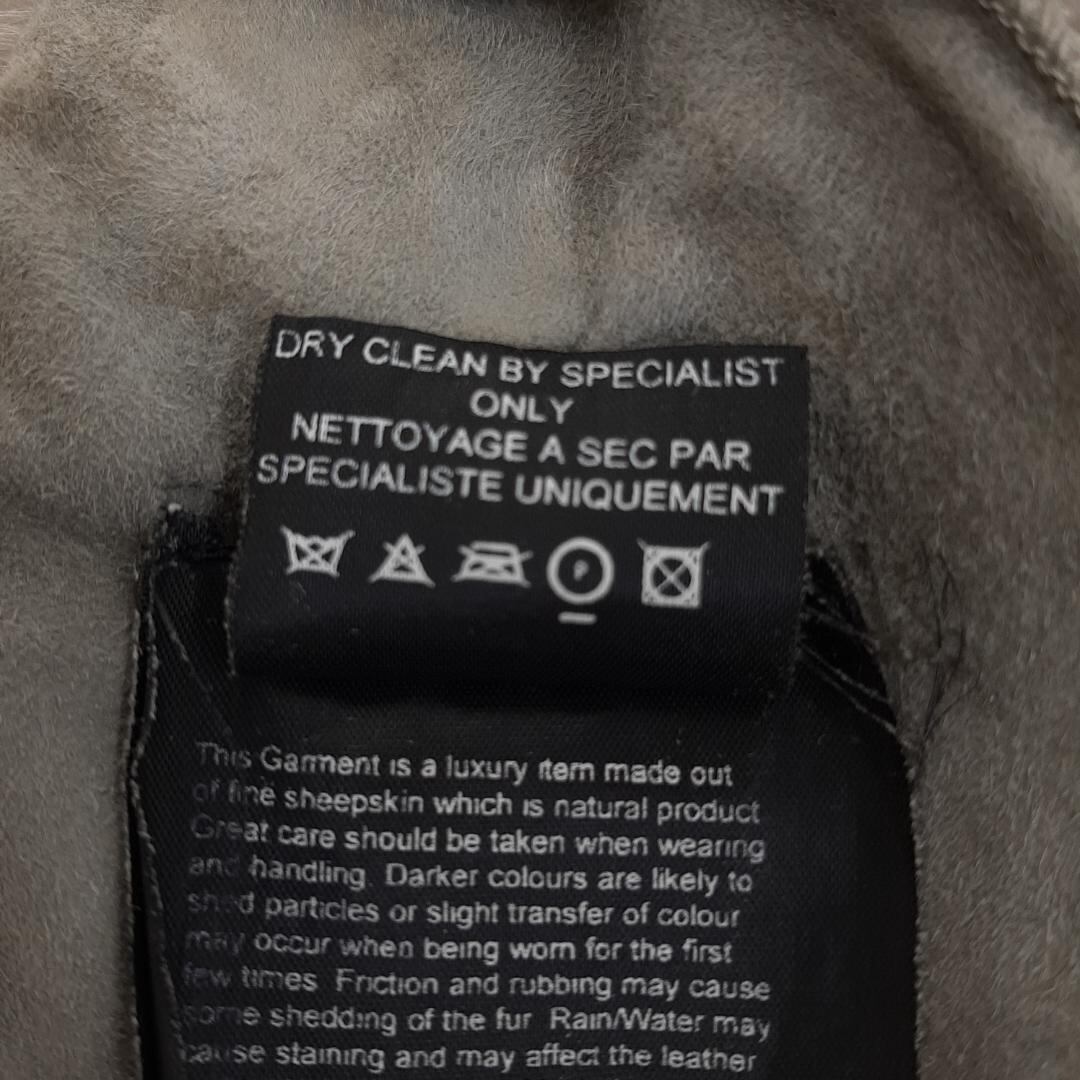 DRY CLEAN BY SPECIALIST
ONLY
NETTOYAGE A SEC PAR
SPECIALISTE UNIQUEMENT
P
This Garment is a luxury item made out
of fine sheepskin which is natural product
Great care should be taken when wearing
and handling. Darker colours are likely to
shed particles or slight transfer of colour
may occur when being worn for the first
few times. Friction and rubbing may cause
some shedding of the fur Rain/Water may
cause staining and may affect the leather